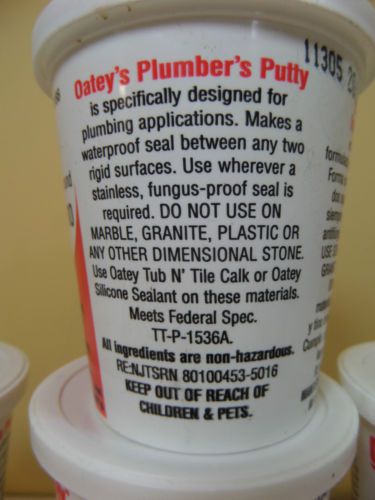 11305
Oatey's Plumber's Putty
is specifically designed for
plumbing applications. Makes a
waterproof seal between any two
rigid surfaces. Use wherever a
stainless, fungus-proof seal is
required. DO NOT USE ON
MARBLE, GRANITE, PLASTIC OR
ANY OTHER DIMENSIONAL STONE.
Use Oatey Tub N' Tile Calk or Oatey
Silicone Sealant on these materials.
Meets Federal Spec.
TT-P-1536A.
All ingredients are non-hazardous.
RE:NJTSRN 80100453-5016
KEEP OUT OF REACH OF
CHILDREN & PETS.